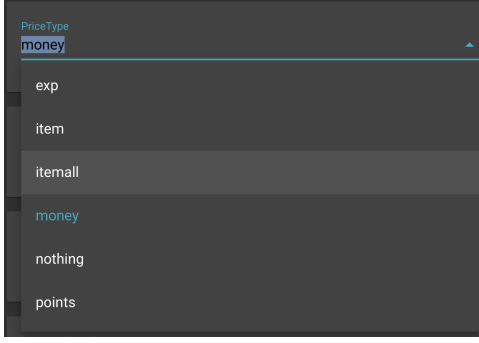 PriceType
money
exp
item
itemall
money
nothing
points